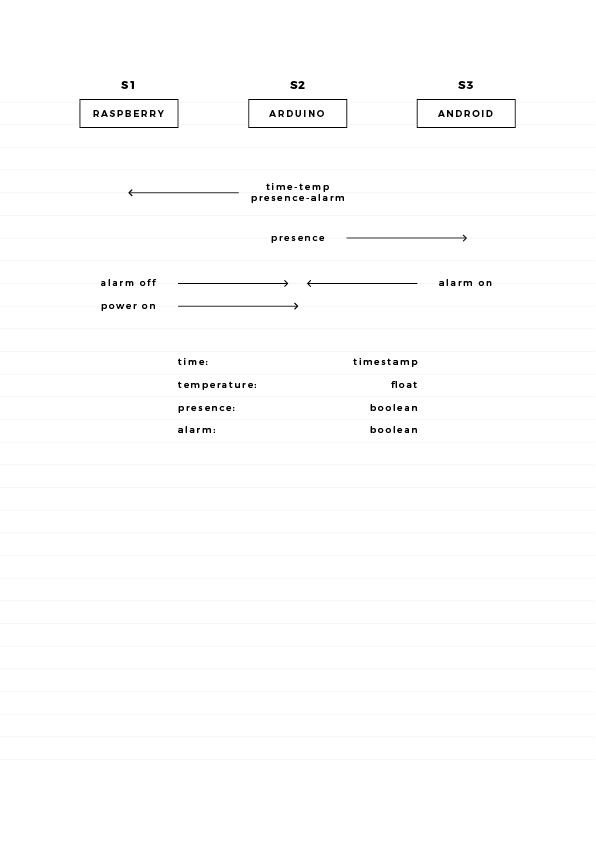 S1 S2 S3
RASPBERRY ARDUINO ANDROID
time-temp
presence-alarm
presence
alarm off alarm on
power on
time: timestamp
temperature: float
presence: boolean
alarm: boolean